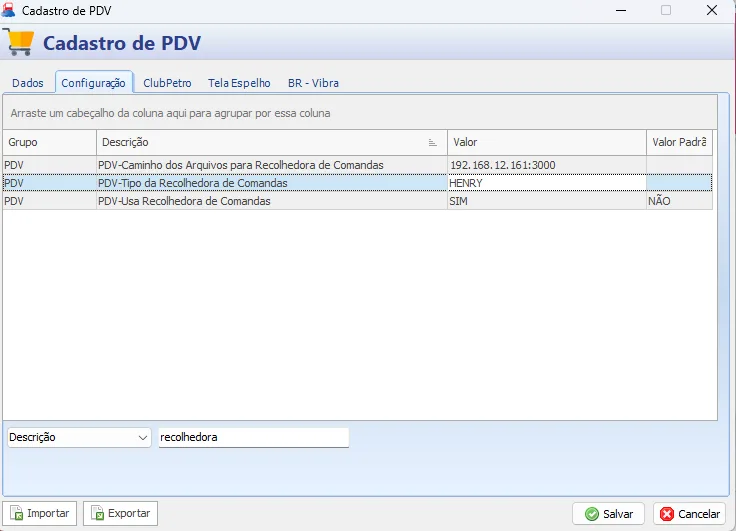 Cadastro de PDV
Cadastro de PDV
Dados Configuração ClubPetro Tela Espelho BR - Vibra
Arraste um cabeçalho da coluna aqui para agrupar por essa coluna
Grupo Descrição Valor Valor Padrã
PDV PDV-Caminho dos Arquivos para Recolhedora de Comandas 192.168.12.161:3000
PDV PDV-Tipo da Recolhedora de Comandas HENRY
PDV PDV-Usa Recolhedora de Comandas SIM NÃO
Descrição recolhedora
Importar Exportar Salvar Cancelar